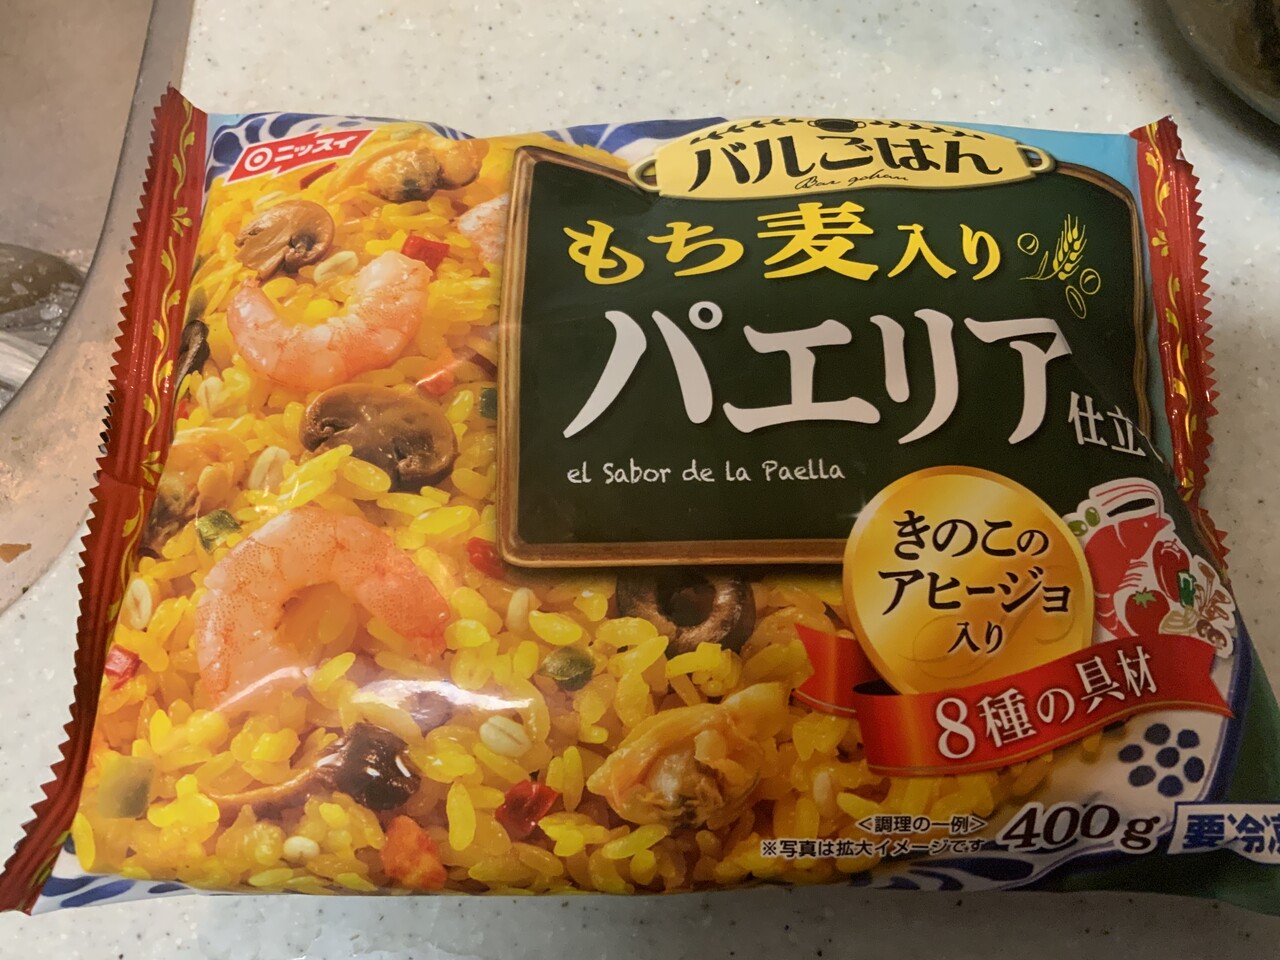 ニッスイ
バルごはん
Bar gohan
もち麦入り
パエリア
仕立
el Sabor de la Paella
きのこの
アヒージョ
入り
8種の具材
<調理の一例>
※写真は拡大イメージです
400g
要冷凍